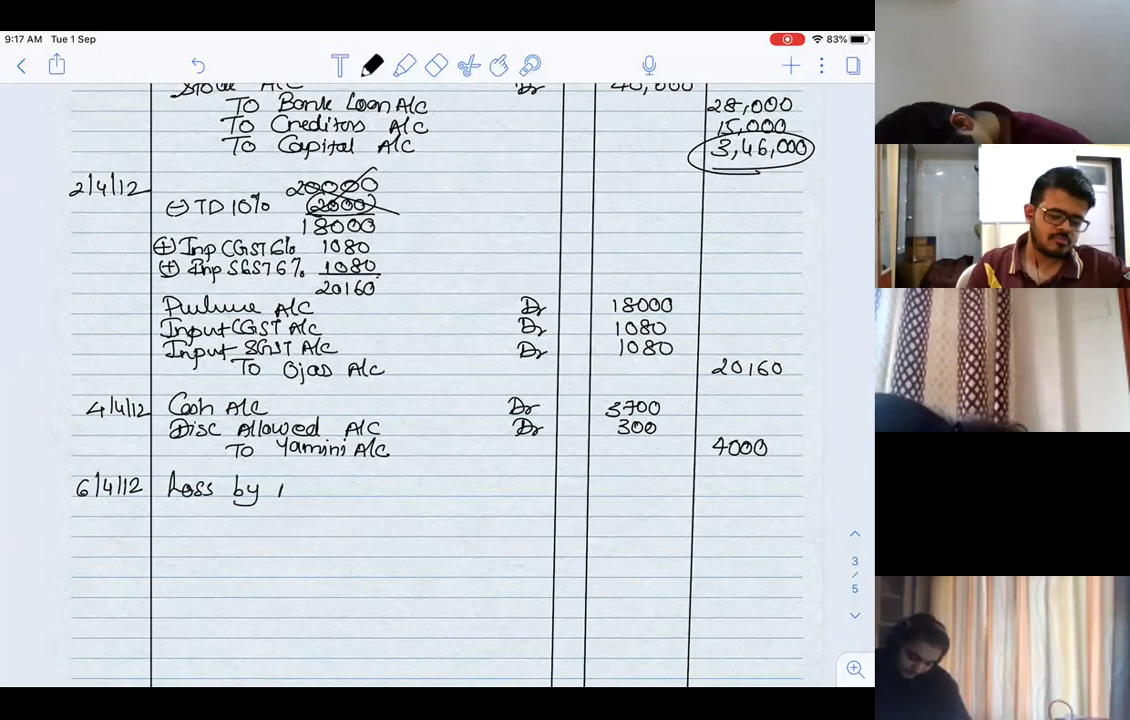 9:17 AM Tue 1 Sep 83%
Dr 40,000
To Bank Loan A/c 28,000
To Creditors A/c 15,000
To Capital A/c 3,46,000
2/4/12 20000
(-) TD 10% (2000)
18000
(+) Inp CGST 6% 1080
(+) Inp SGST 6% 1080
20160
A/c Dr 18000
Input CGST A/c Dr 1080
Input SGST A/c Dr 1080
To Ojas A/c 20160
4/4/12 Cash A/c Dr 3700
Disc Allowed A/c Dr 300
To Yamini A/c 4000
6/4/12 Loss by
3
/
5